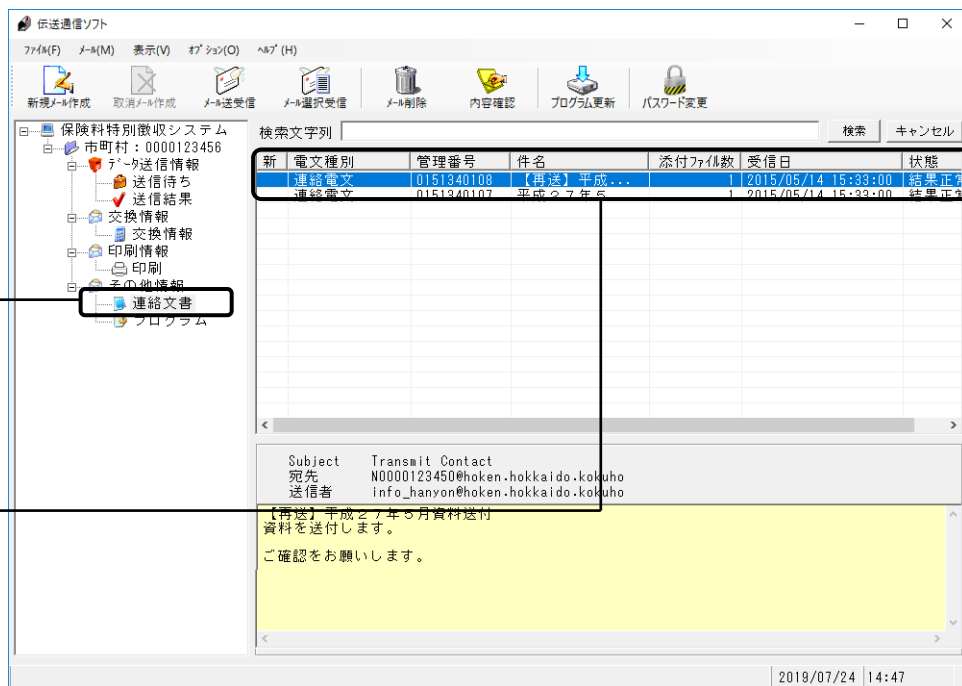 伝送通信ソフト
ﾌｧｲﾙ(F) ﾒｰﾙ(M) 表示(V) ｵﾌﾟｼｮﾝ(O) ﾍﾙﾌﾟ(H)
新規ﾒｰﾙ作成 取消ﾒｰﾙ作成 ﾒｰﾙ送受信 ﾒｰﾙ選択受信 ﾒｰﾙ削除 内容確認 ﾌﾟﾛｸﾞﾗﾑ更新 ﾊﾟｽﾜｰﾄﾞ変更
保険料特別徴収システム
市町村：0000123456
ﾃﾞｰﾀ送信情報
送信待ち
送信結果
交換情報
交換情報
印刷情報
印刷
その他情報
連絡文書
プログラム
検索文字列 検索 キャンセル
新 電文種別 管理番号 件名 添付ﾌｧｲﾙ数 受信日 状態
連絡電文 0151340108 【再送】平成... 1 2015/05/14 15:33:00 結果正常
連絡電文 0151340107 平成２７年５... 1 2015/05/14 15:33:00 結果正常
Subject Transmit Contact
宛先 N0000123450@hoken.hokkaido.kokuho
送信者 info_hanyon@hoken.hokkaido.kokuho
【再送】平成２７年５月資料送付
資料を送付します。
ご確認をお願いします。
2019/07/24 14:47